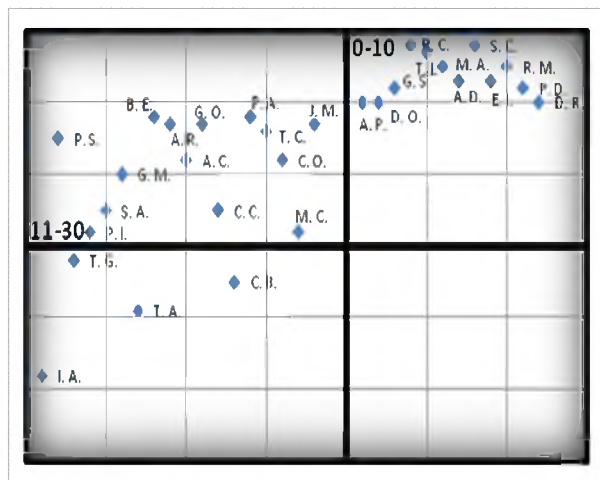 0-10
R. C.
M. A.
R. M.
G. S
A. D.
D. R
A. P.
D. O.
B. E.
G. O.
J. M.
P. S.
A. R.
T. C.
A. C.
C. O.
G. M.
S. A.
C. C.
M. C.
11-30
P. I.
T. G.
C. B.
T. A
I. A.